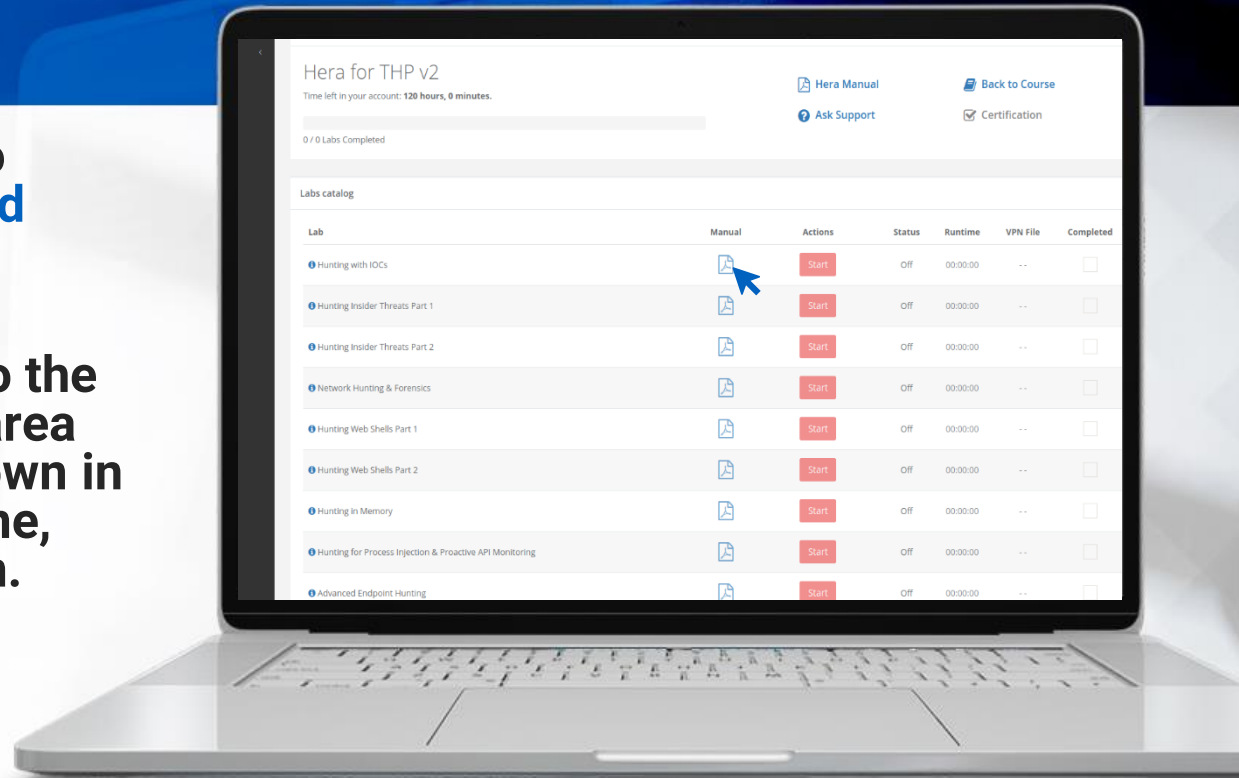 d
o the
area
own in
ne,
n.
Hera for THP v2
Time left in your account: 120 hours, 0 minutes.
0 / 0 Labs Completed
Hera Manual
Back to Course
Ask Support
Certification
Labs catalog
Lab Manual Actions Status Runtime VPN File Completed
Hunting with IOCs Start Off 00:00:00 --
Hunting Insider Threats Part 1 Start Off 00:00:00 --
Hunting Insider Threats Part 2 Start Off 00:00:00 --
Network Hunting & Forensics Start Off 00:00:00 --
Hunting Web Shells Part 1 Start Off 00:00:00 --
Hunting Web Shells Part 2 Start Off 00:00:00 --
Hunting in Memory Start Off 00:00:00 --
Hunting for Process Injection & Proactive API Monitoring Start Off 00:00:00 --
Advanced Endpoint Hunting Start Off 00:00:00 --